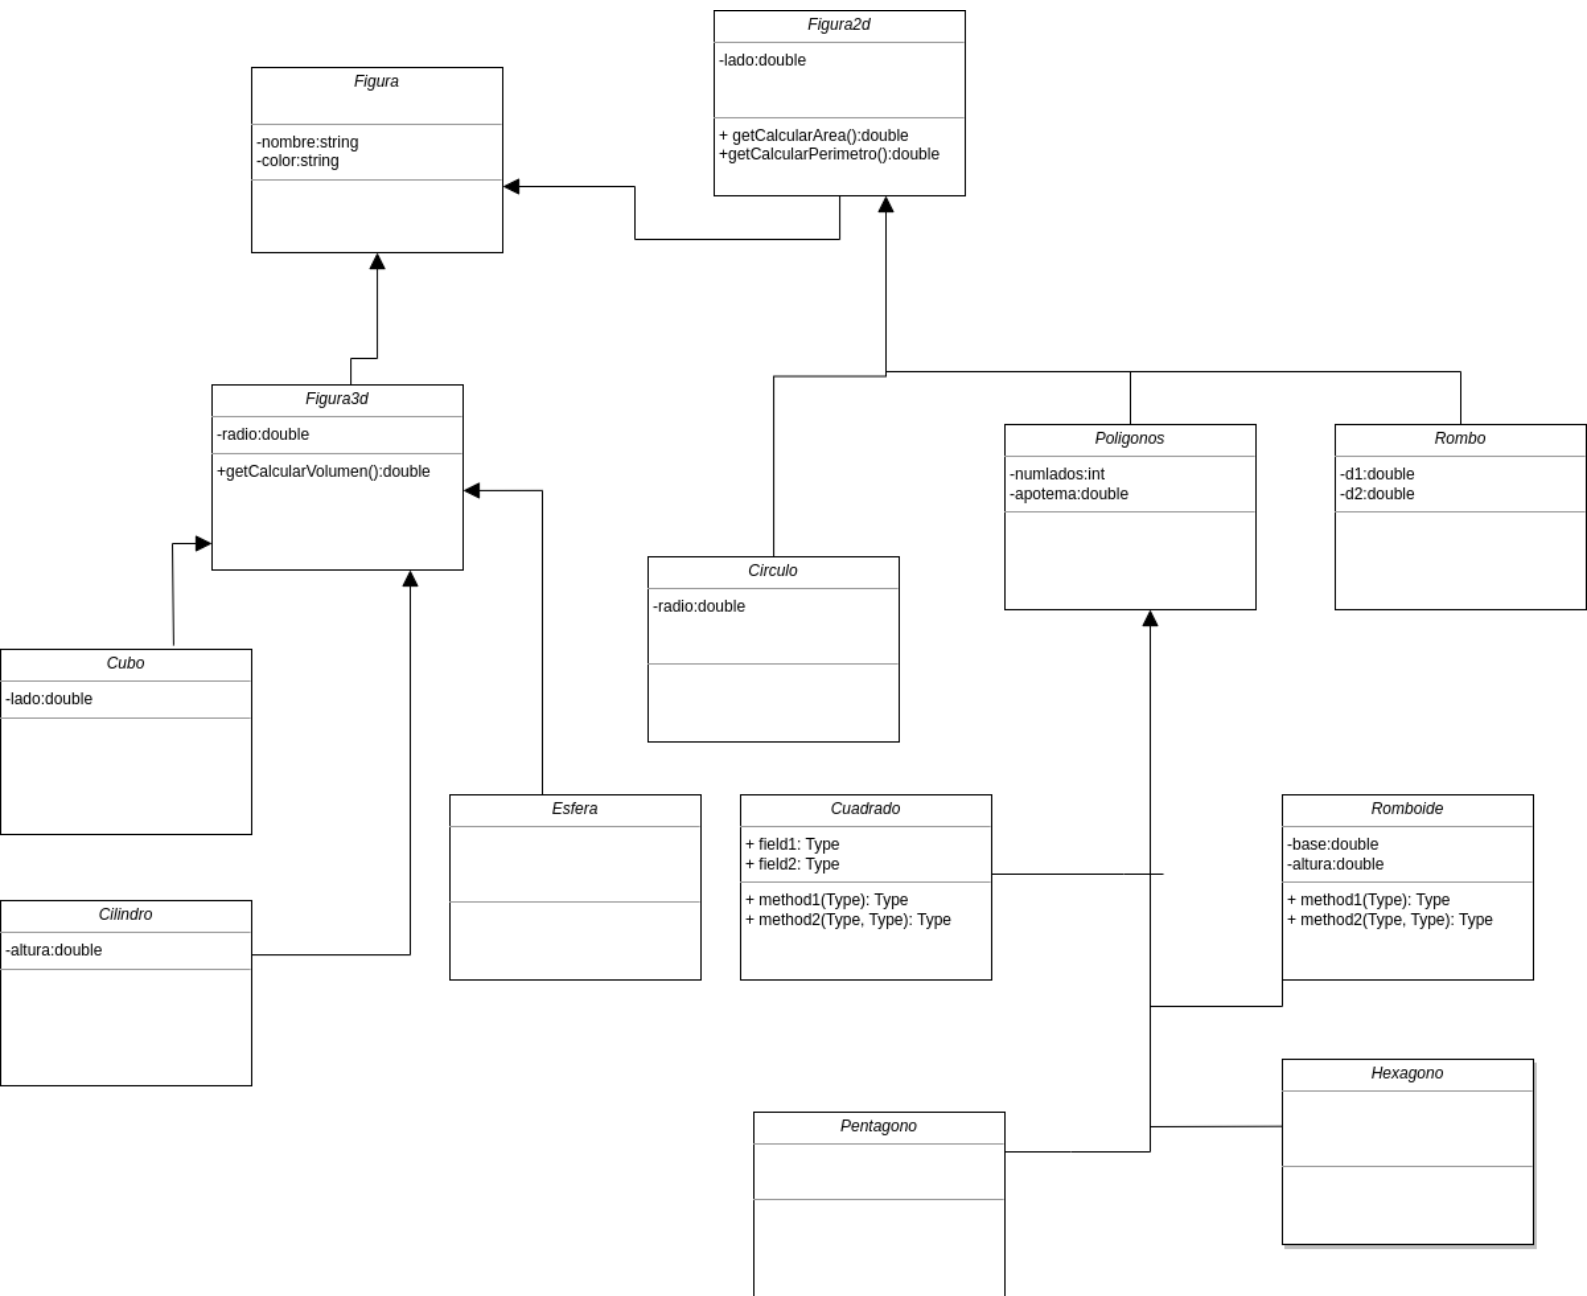 Figura2d
-lado:double
+ getCalcularArea():double
+getCalcularPerimetro():double
Figura
-nombre:string
-color:string
Figura3d
-radio:double
+getCalcularVolumen():double
Poligonos
-numlados:int
-apotema:double
Rombo
-d1:double
-d2:double
Circulo
-radio:double
Cubo
-lado:double
Esfera
Cuadrado
+ field1: Type
+ field2: Type
+ method1(Type): Type
+ method2(Type, Type): Type
Romboide
-base:double
-altura:double
+ method1(Type): Type
+ method2(Type, Type): Type
Cilindro
-altura:double
Hexagono
Pentagono